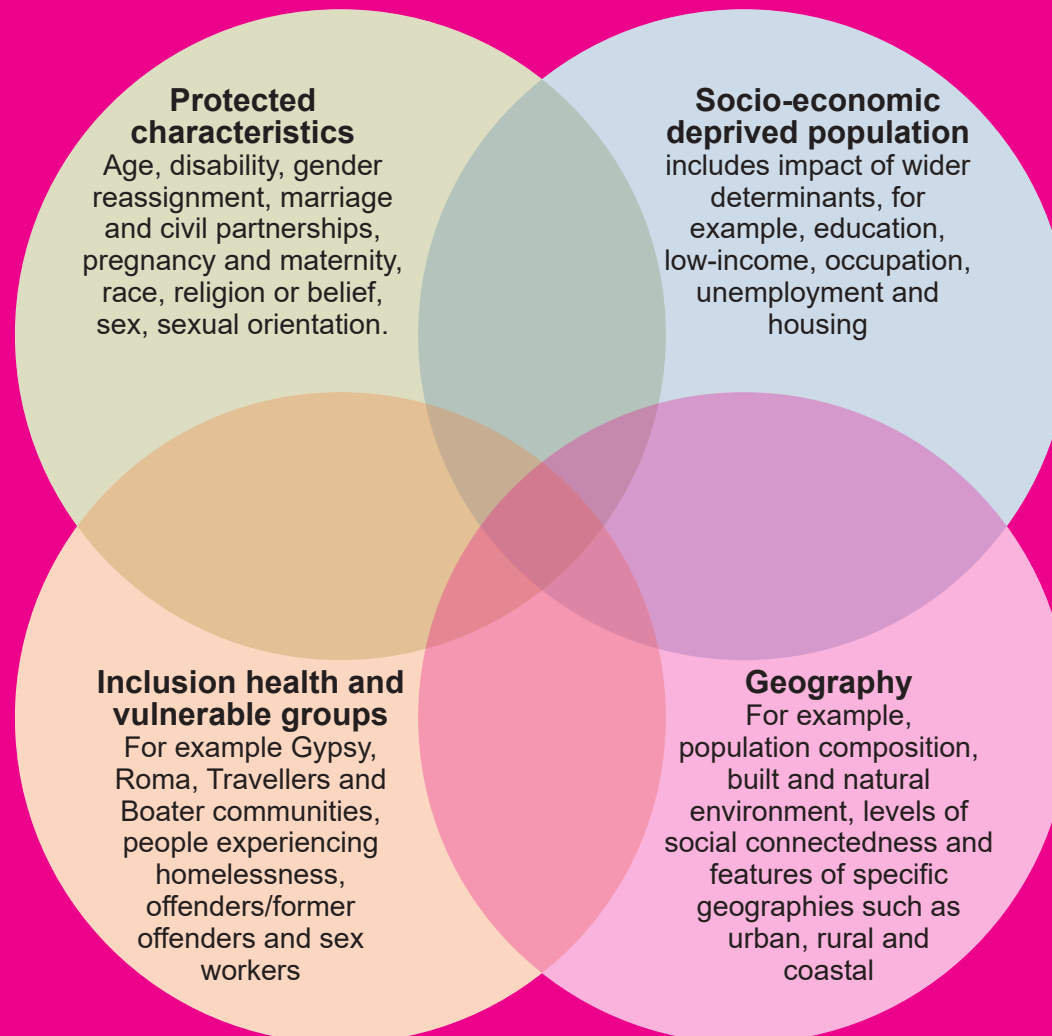 Protected
characteristics
Age, disability, gender
reassignment, marriage
and civil partnerships,
pregnancy and maternity,
race, religion or belief,
sex, sexual orientation.
Socio-economic
deprived population
includes impact of wider
determinants, for
example, education,
low-income, occupation,
unemployment and
housing
Inclusion health and
vulnerable groups
For example Gypsy,
Roma, Travellers and
Boater communities,
people experiencing
homelessness,
offenders/former
offenders and sex
workers
Geography
For example,
population composition,
built and natural
environment, levels of
social connectedness and
features of specific
geographies such as
urban, rural and
coastal